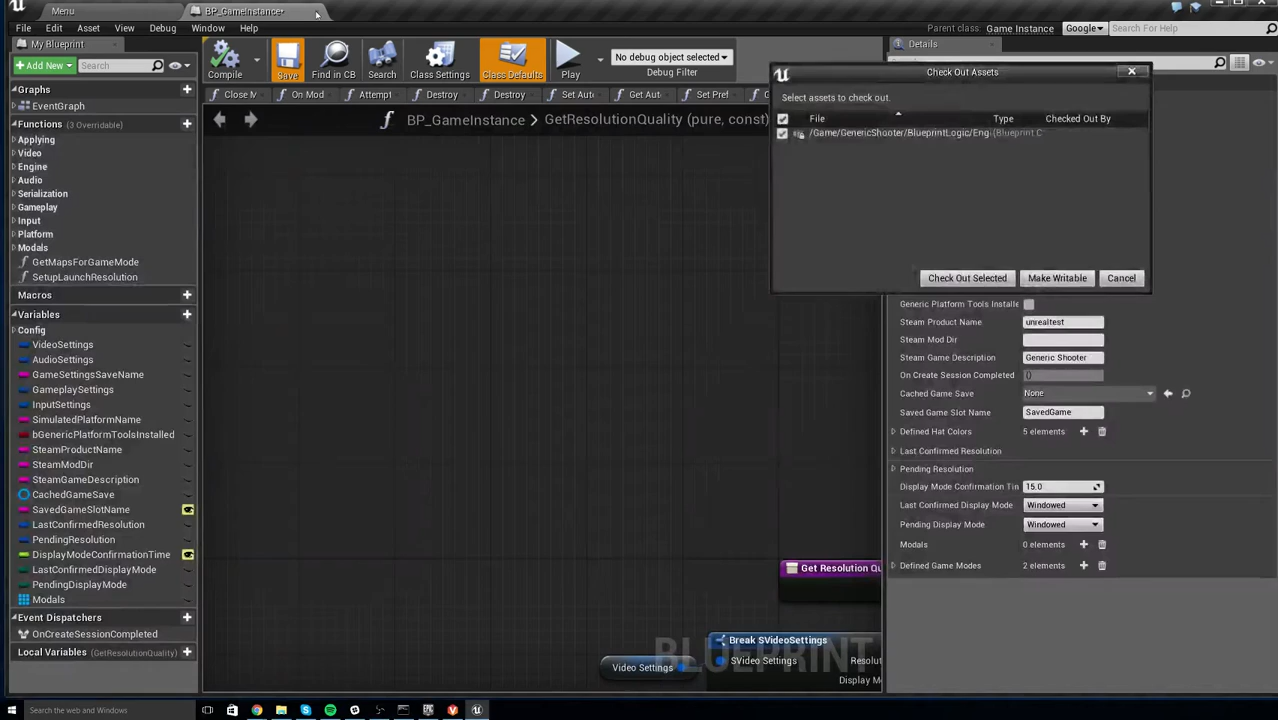 Menu
BP_GameInstance*
File Edit Asset View Debug Window Help
Parent class: Game Instance
Google
Search For Help
My Blueprint
Add New
Search
Compile
Save
Find in CB
Search
Class Settings
Class Defaults
Play
No debug object selected
Debug Filter
Close M
On Mod
Attempt
Destroy
Destroy
Set Auto
Get Aut
Set Pref
BP_GameInstance > GetResolutionQuality (pure, const)
Graphs
EventGraph
Functions (3 Overridable)
Applying
Video
Engine
Audio
Serialization
Gameplay
Input
Platform
Modals
GetMapsForGameMode
SetupLaunchResolution
Macros
Variables
Config
VideoSettings
AudioSettings
GameSettingsSaveName
GameplaySettings
InputSettings
SimulatedPlatformName
bGenericPlatformToolsInstalled
SteamProductName
SteamModDir
SteamGameDescription
CachedGameSave
SavedGameSlotName
LastConfirmedResolution
PendingResolution
DisplayModeConfirmationTime
LastConfirmedDisplayMode
PendingDisplayMode
Modals
Event Dispatchers
OnCreateSessionCompleted
Local Variables (GetResolutionQuality)
Get Resolution Qu
Break SVideoSettings
SVideo Settings
Resolut
Display Mo
Video Settings
BLUEPRINT
Details
Check Out Assets
Select assets to check out.
File Type Checked Out By
/Game/GenericShooter/BlueprintLogic/Eng (Blueprint C
Check Out Selected
Make Writable
Cancel
Generic Platform Tools Installe
Steam Product Name unrealtest
Steam Mod Dir
Steam Game Description Generic Shooter
On Create Session Completed ()
Cached Game Save None
Saved Game Slot Name SavedGame
Defined Hat Colors 5 elements
Last Confirmed Resolution
Pending Resolution
Display Mode Confirmation Tin 15.0
Last Confirmed Display Mode Windowed
Pending Display Mode Windowed
Modals 0 elements
Defined Game Modes 2 elements
Search the web and Windows